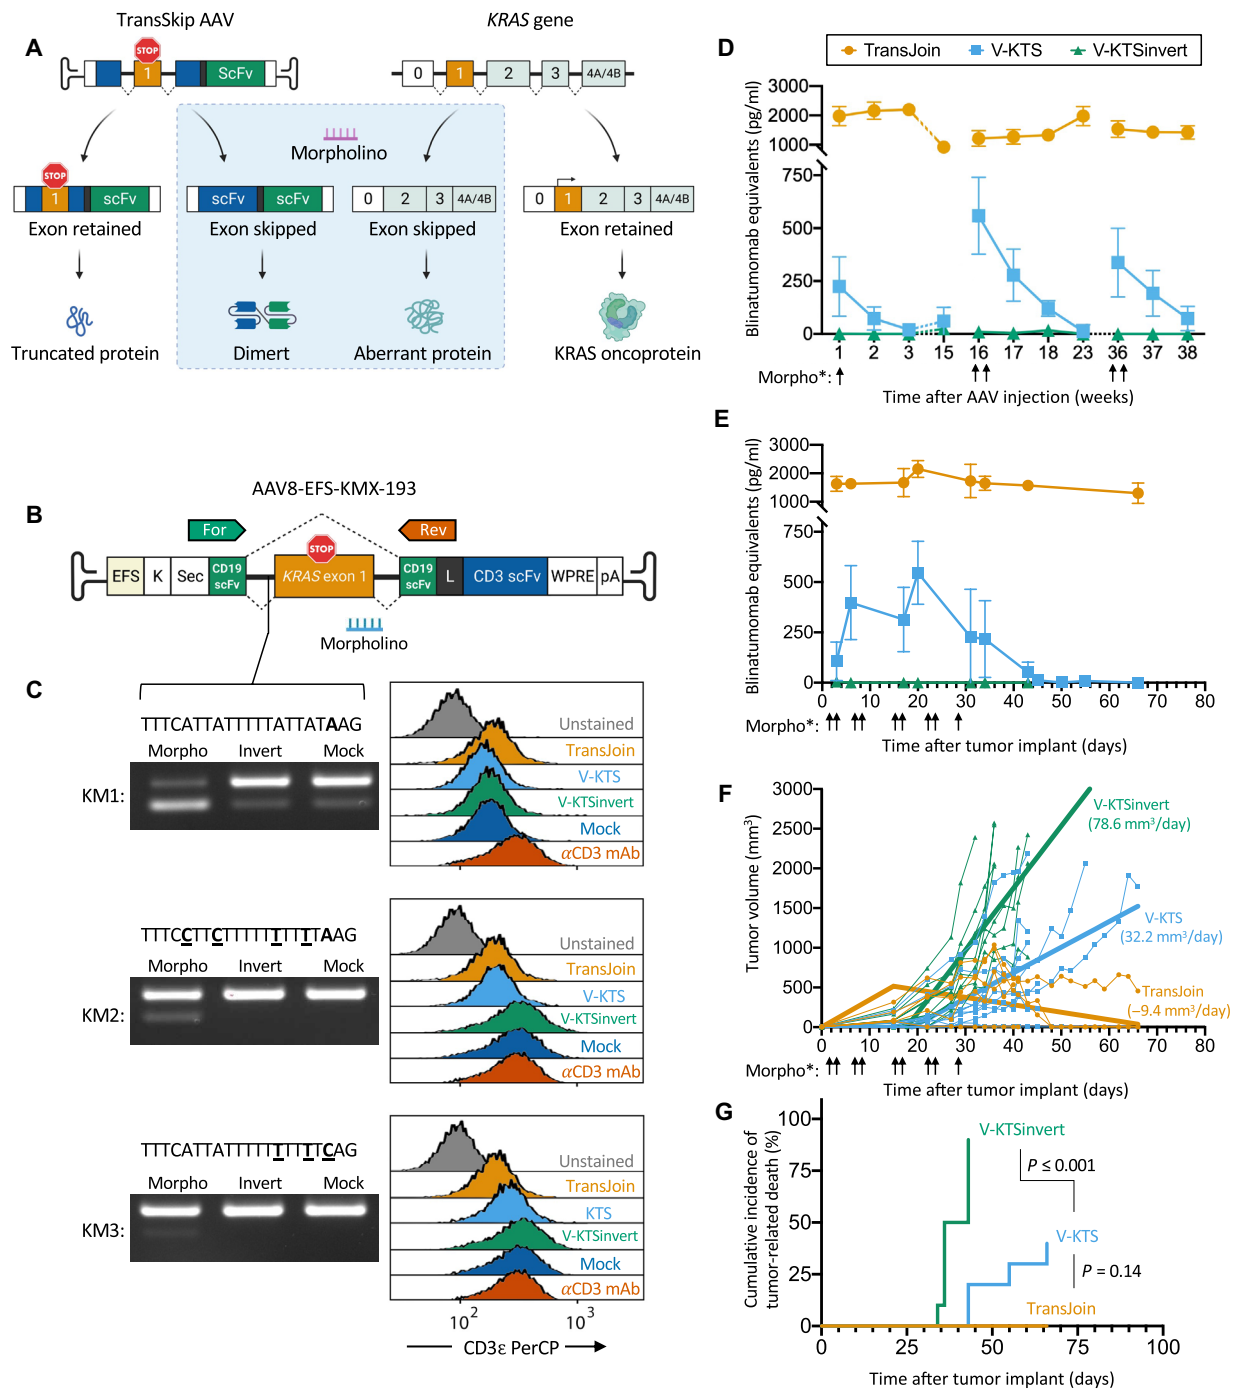 A
TransSkip AAV
KRAS gene
STOP
1
ScFv
0
1
2
3
4A/4B
Morpholino
STOP
1
scFv
scFv
scFv
0
2
3
4A/4B
0
1
2
3
4A/4B
Exon retained
Exon skipped
Exon skipped
Exon retained
Truncated protein
Dimert
Aberrant protein
KRAS oncoprotein
B
AAV8-EFS-KMX-193
For
Rev
STOP
EFS
K
Sec
CD19 scFv
KRAS exon 1
CD19 scFv
L
CD3 scFv
WPRE
pA
Morpholino
C
TTTCATTATTTTTATTATAAG
Morpho
Invert
Mock
KM1:
Unstained
TransJoin
V-KTS
V-KTSinvert
Mock
αCD3 mAb
TTTCCTTCTTTTTTTTTAAG
Morpho
Invert
Mock
KM2:
Unstained
TransJoin
V-KTS
V-KTSinvert
Mock
αCD3 mAb
TTTCATTATTTTTTTTTCAG
Morpho
Invert
Mock
KM3:
Unstained
TransJoin
KTS
V-KTSinvert
Mock
αCD3 mAb
10²
10³
CD3ε PerCP
D
TransJoin
V-KTS
V-KTSinvert
Blinatumomab equivalents (pg/ml)
3000
2000
1000
750
500
250
0
1 2 3 15 16 17 18 23 36 37 38
Morpho*:
Time after AAV injection (weeks)
E
Blinatumomab equivalents (pg/ml)
3000
2000
1000
750
500
250
0
0 10 20 30 40 50 60 70 80
Morpho*:
Time after tumor implant (days)
F
Tumor volume (mm³)
3000
2500
2000
1500
1000
500
0
V-KTSinvert
(78.6 mm³/day)
V-KTS
(32.2 mm³/day)
TransJoin
(−9.4 mm³/day)
0 10 20 30 40 50 60 70 80
Morpho*:
Time after tumor implant (days)
G
Cumulative incidence of
tumor-related death (%)
100
75
50
25
0
V-KTSinvert
P ≤ 0.001
V-KTS
P = 0.14
TransJoin
0 25 50 75 100
Time after tumor implant (days)